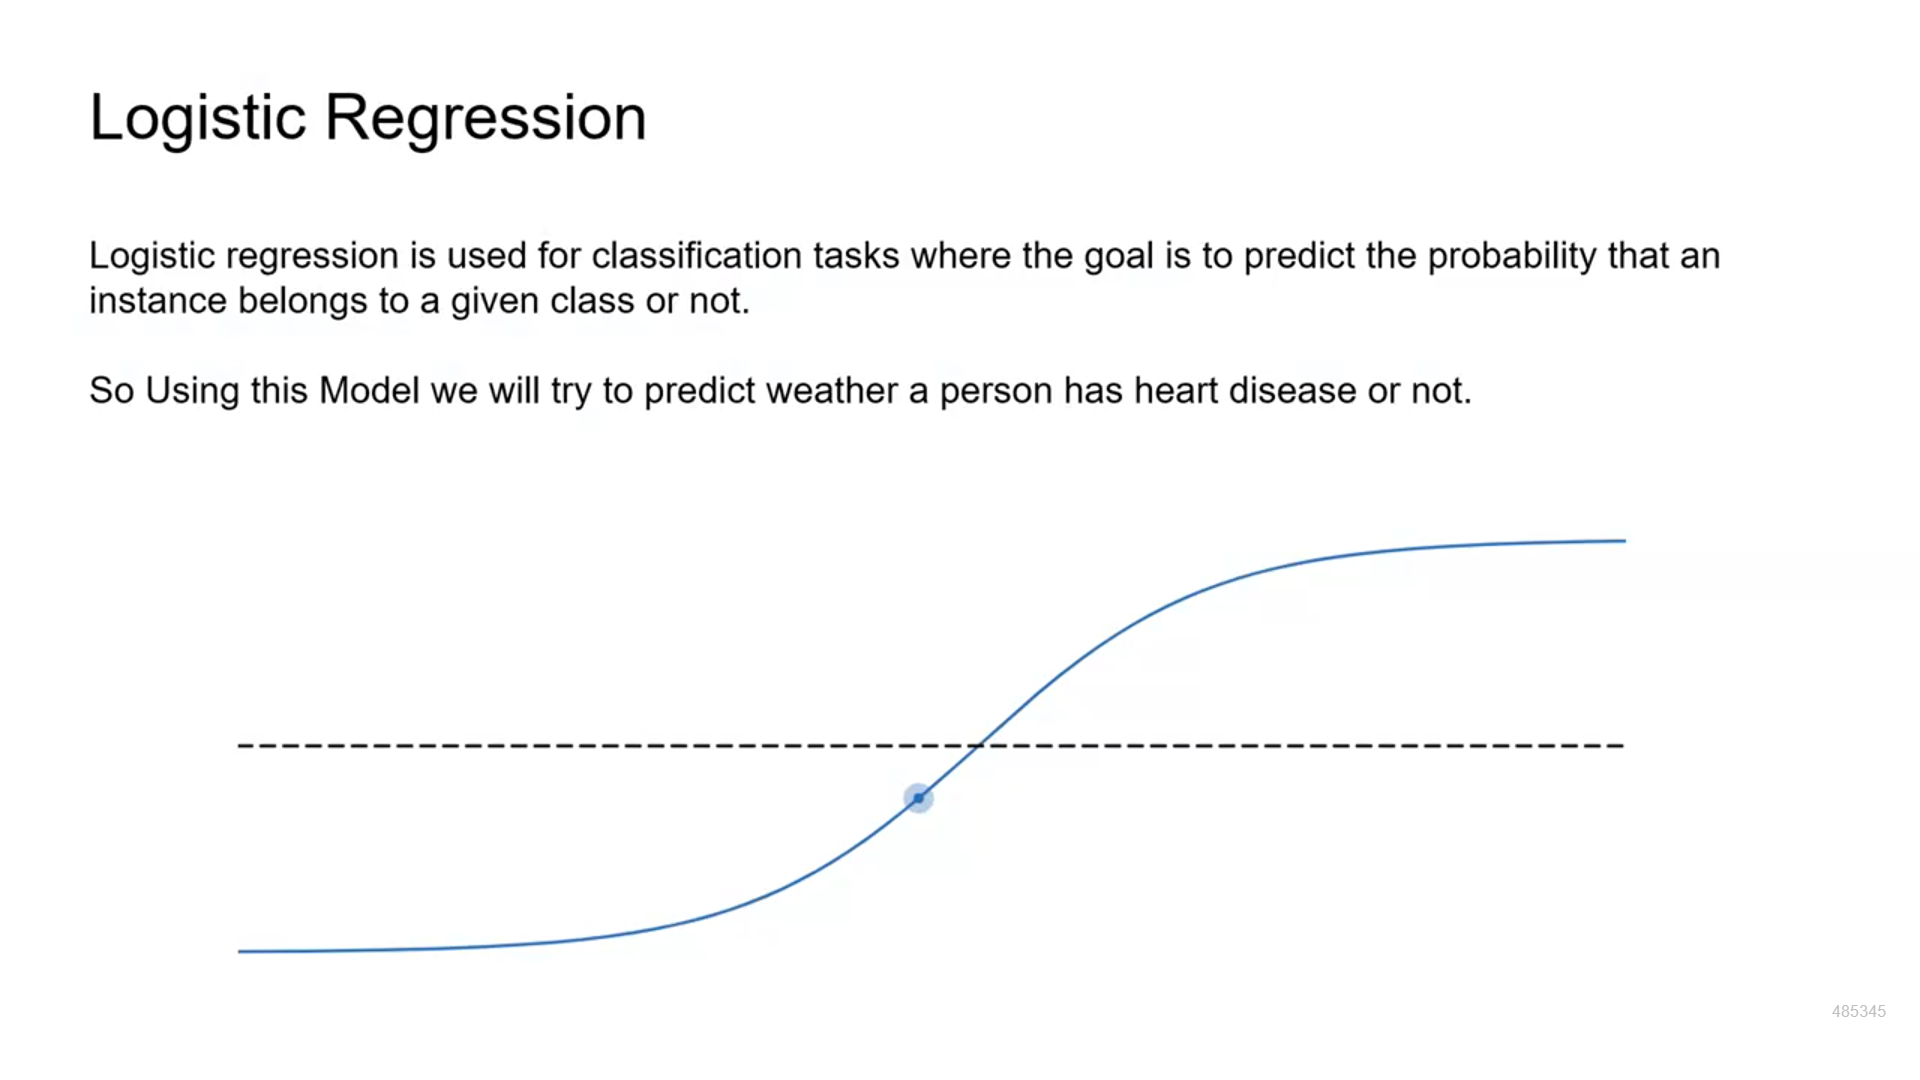 Logistic Regression
Logistic regression is used for classification tasks where the goal is to predict the probability that an
instance belongs to a given class or not.
So Using this Model we will try to predict weather a person has heart disease or not.
485345